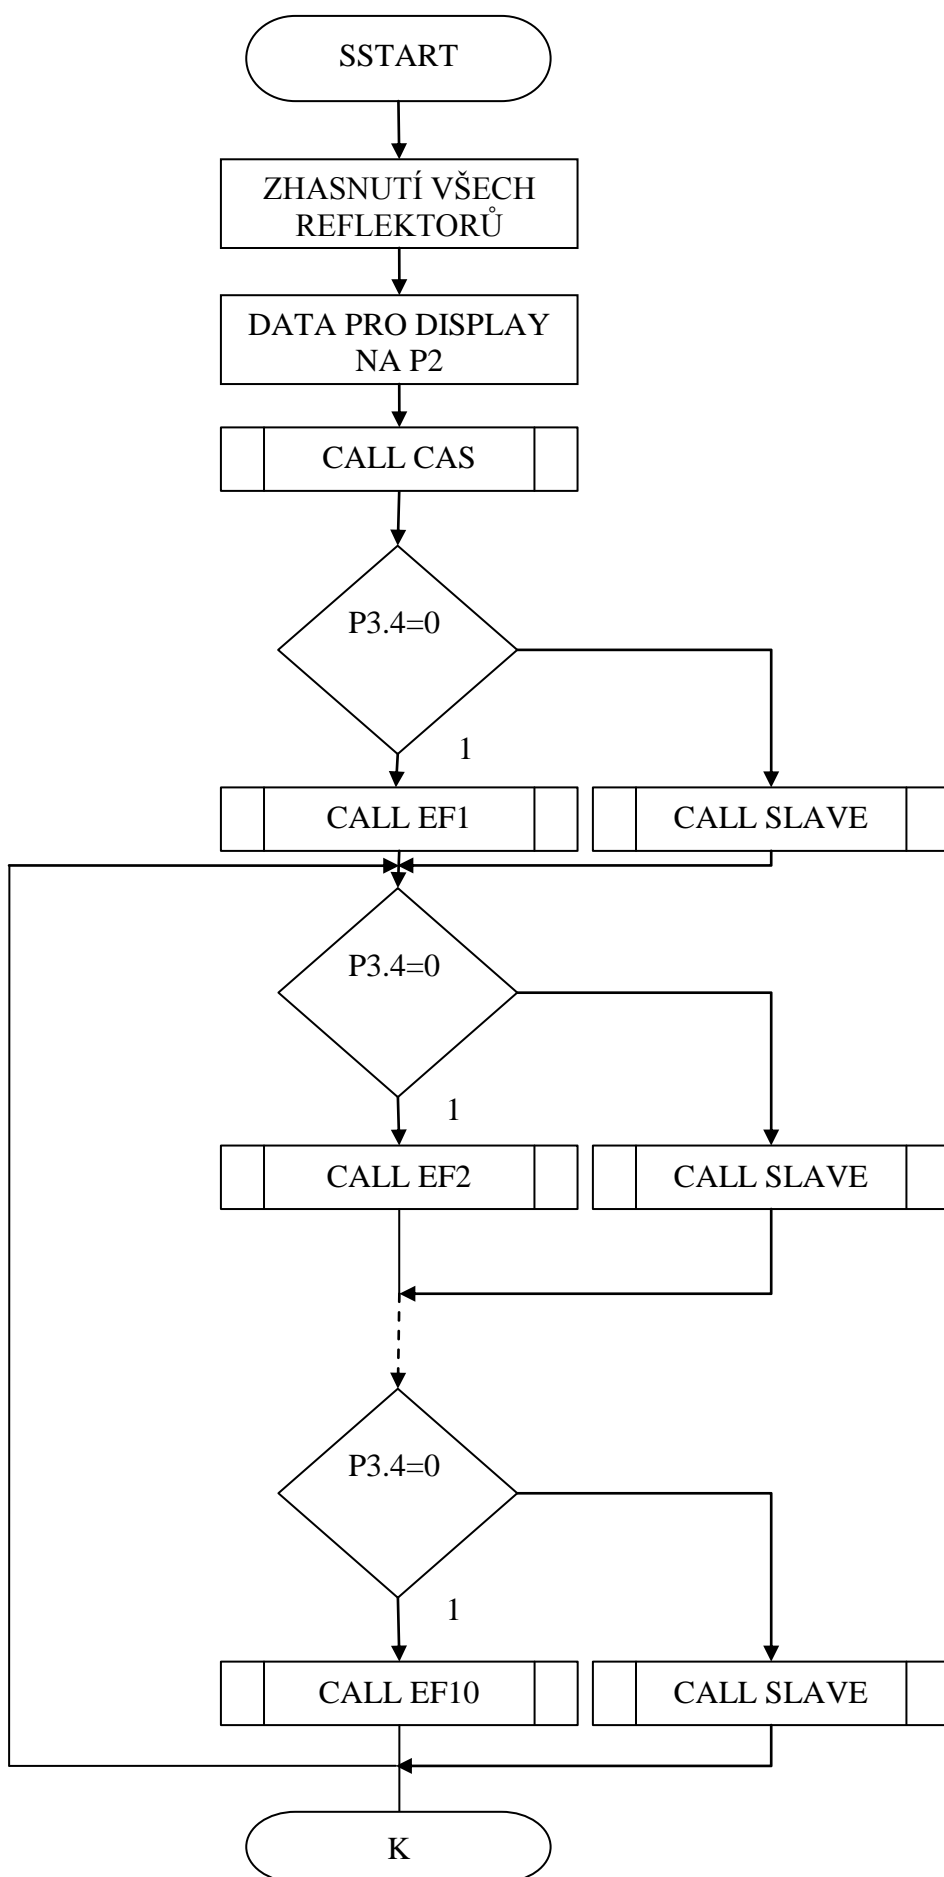 SSTART
ZHASNUTÍ VŠECH
REFLEKTORŮ
DATA PRO DISPLAY
NA P2
CALL CAS
P3.4=0
1
CALL EF1
CALL SLAVE
P3.4=0
1
CALL EF2
CALL SLAVE
P3.4=0
1
CALL EF10
CALL SLAVE
K